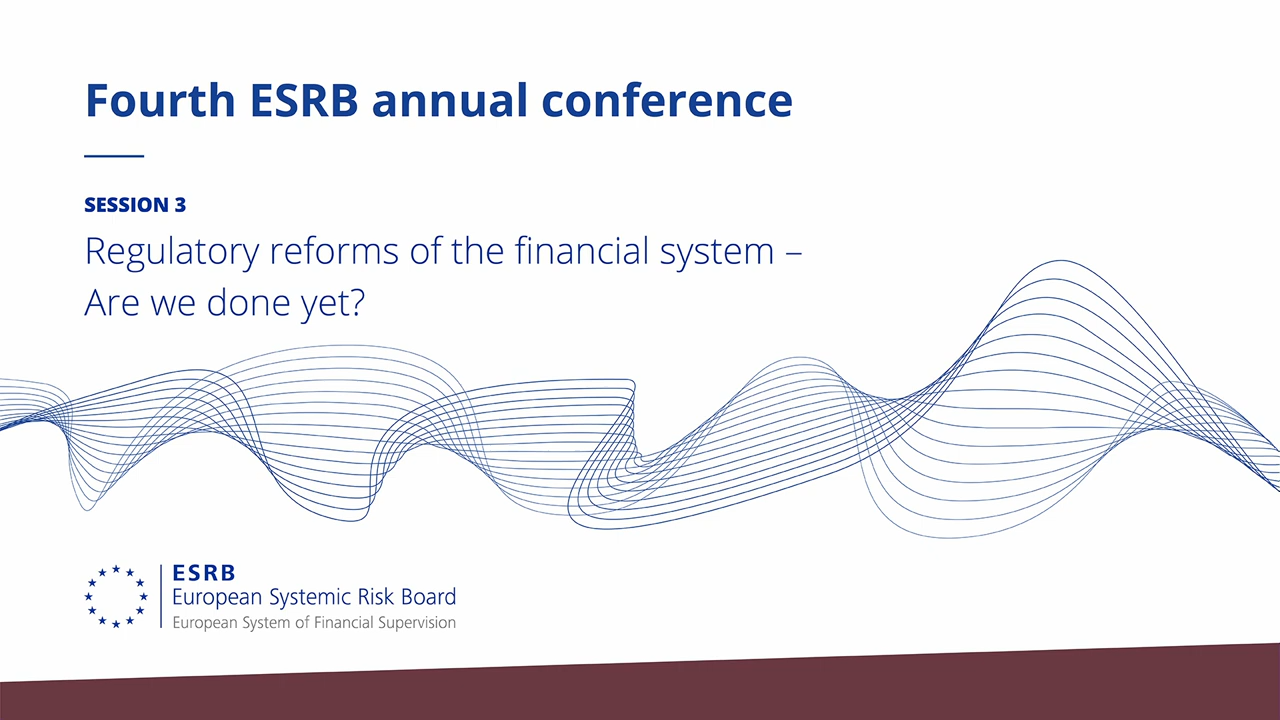 Fourth ESRB annual conference
SESSION 3
Regulatory reforms of the financial system –
Are we done yet?
ESRB
European Systemic Risk Board
European System of Financial Supervision